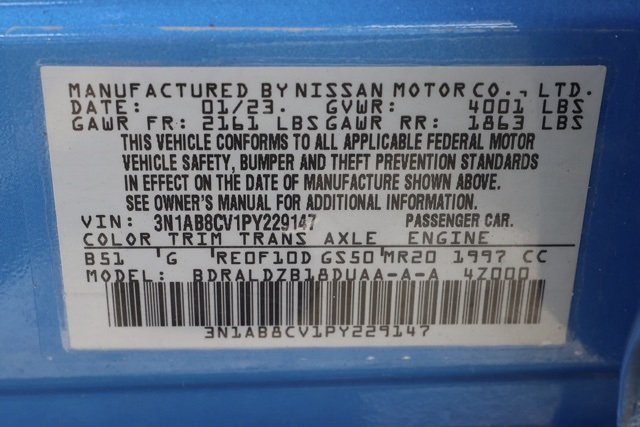 MANUFACTURED BY NISSAN MOTOR CO., LTD.
DATE: 01/23. GVWR: 4001 LBS
GAWR FR: 2161 LBS GAWR RR: 1863 LBS
THIS VEHICLE CONFORMS TO ALL APPLICABLE FEDERAL MOTOR
VEHICLE SAFETY, BUMPER AND THEFT PREVENTION STANDARDS
IN EFFECT ON THE DATE OF MANUFACTURE SHOWN ABOVE.
SEE OWNER'S MANUAL FOR ADDITIONAL INFORMATION.
VIN: 3N1AB8CV1PY229147 PASSENGER CAR.
COLOR TRIM TRANS AXLE ENGINE
B51 G RE0F10D GS50 MR20 1997 CC
MODEL: BDRALDZB18DUAA-A-A 4Z000
3N1AB8CV1PY229147